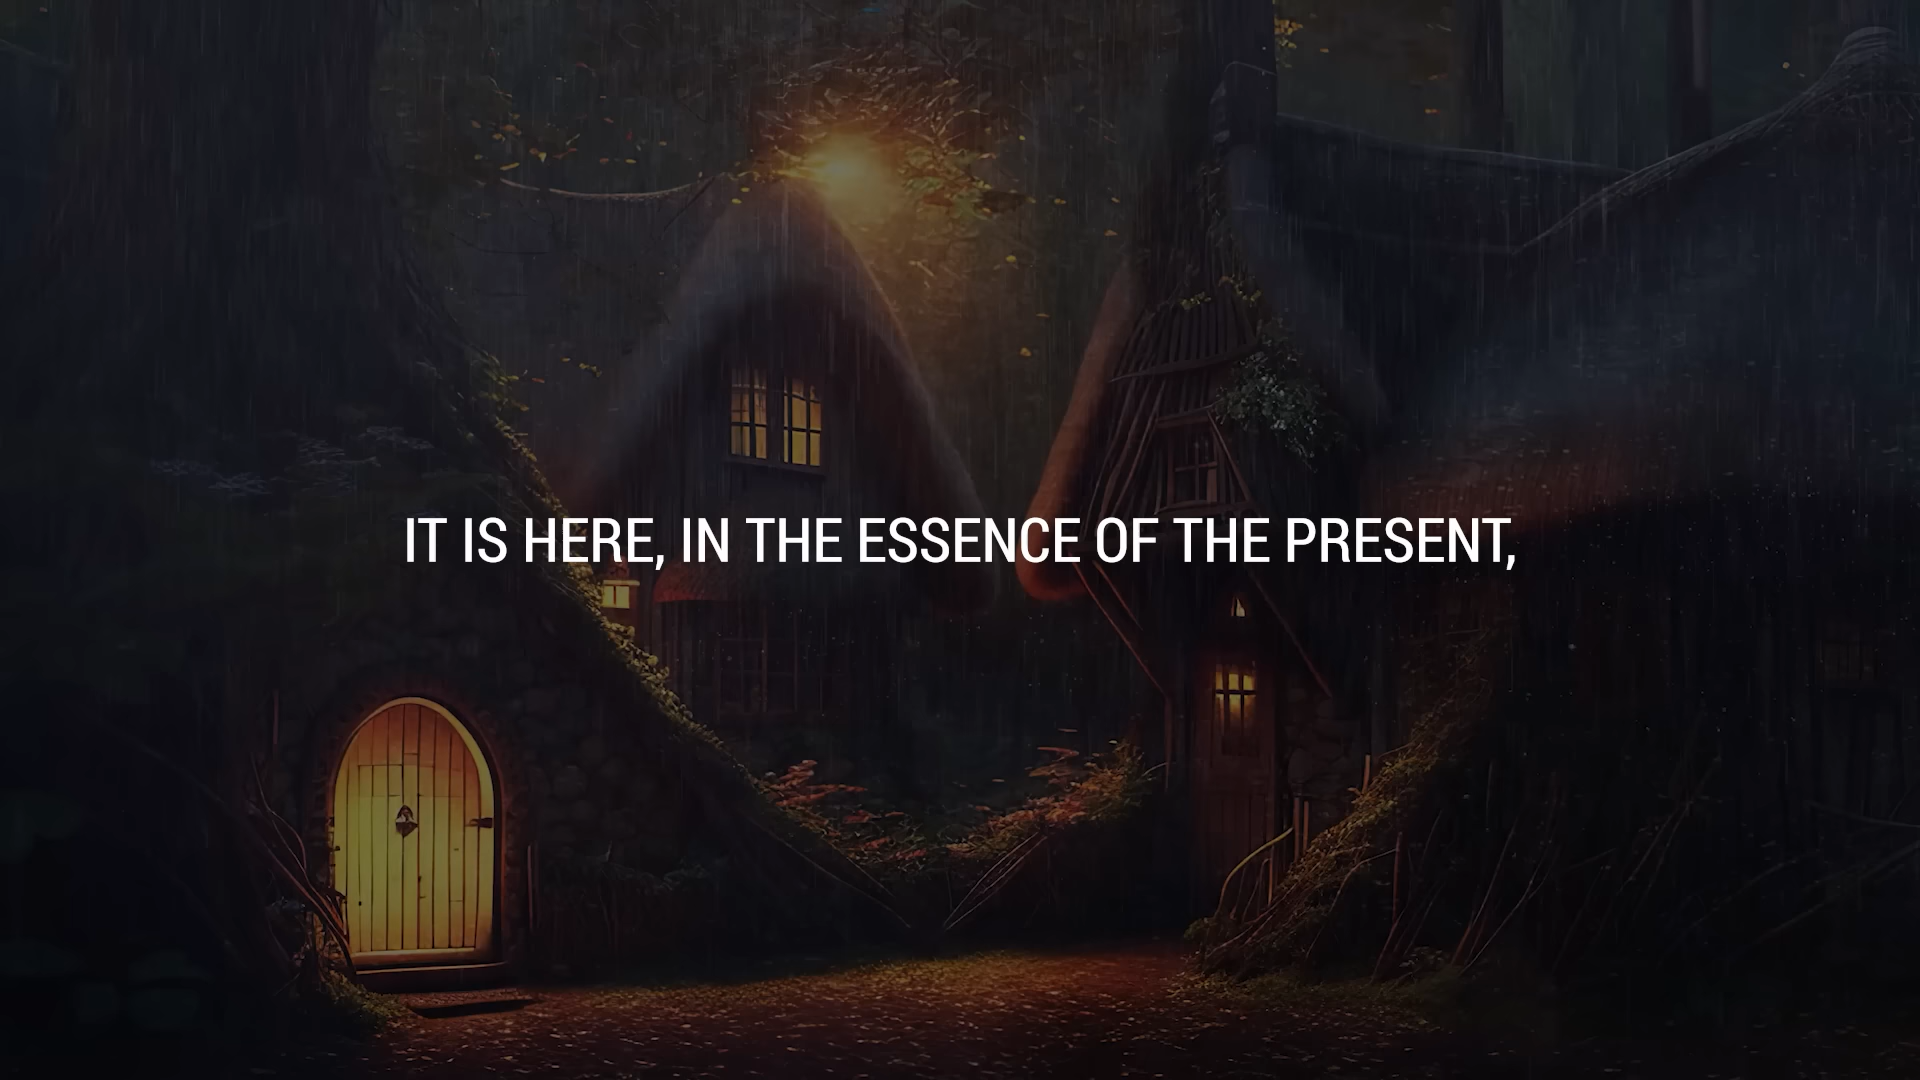 IT IS HERE, IN THE ESSENCE OF THE PRESENT,